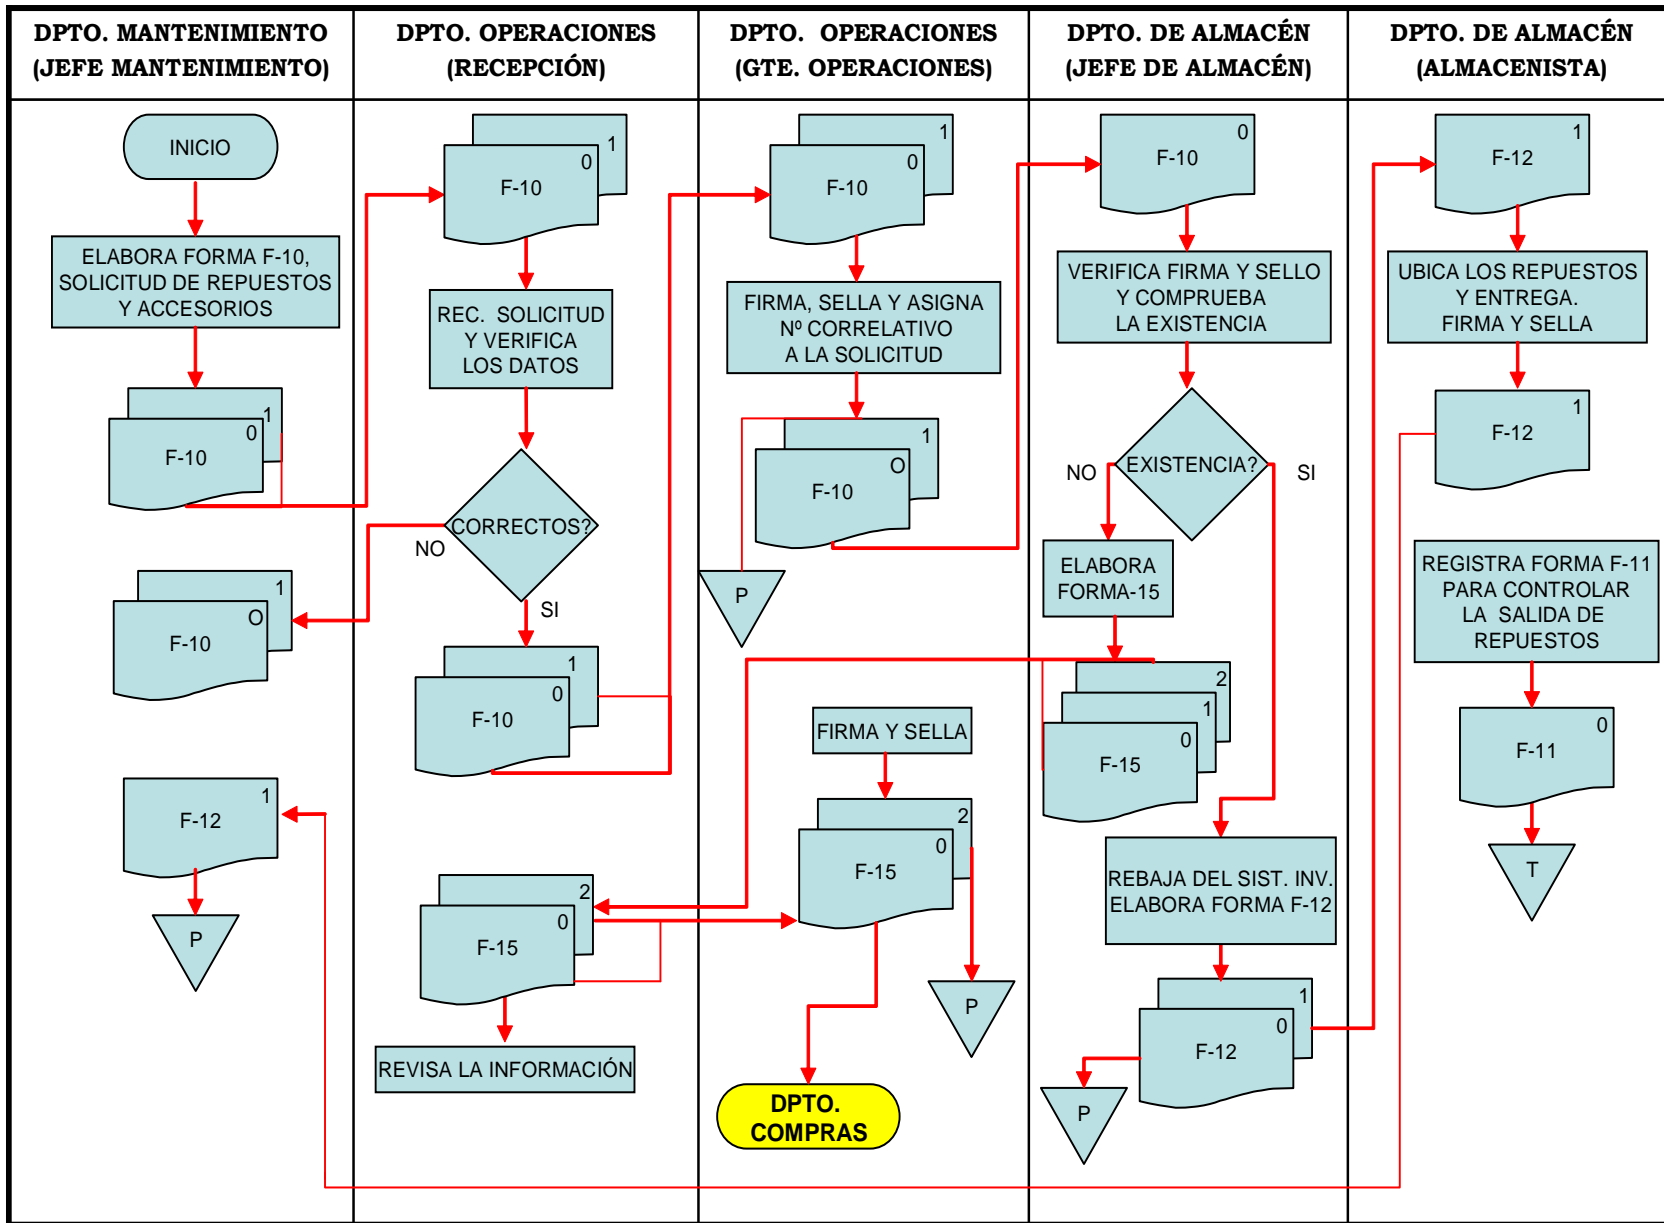 DPTO. MANTENIMIENTO
(JEFE MANTENIMIENTO)
DPTO. OPERACIONES
(RECEPCIÓN)
DPTO. OPERACIONES
(GTE. OPERACIONES)
DPTO. DE ALMACÉN
(JEFE DE ALMACÉN)
DPTO. DE ALMACÉN
(ALMACENISTA)
INICIO
ELABORA FORMA F-10,
SOLICITUD DE REPUESTOS
Y ACCESORIOS
1
0
F-10
1
O
F-10
1
F-12
P
1
0
F-10
REC. SOLICITUD
Y VERIFICA
LOS DATOS
CORRECTOS?
NO
SI
1
0
F-10
2
0
F-15
REVISA LA INFORMACIÓN
1
0
F-10
FIRMA, SELLA Y ASIGNA
Nº CORRELATIVO
A LA SOLICITUD
1
O
F-10
P
FIRMA Y SELLA
2
0
F-15
P
DPTO.
COMPRAS
0
F-10
VERIFICA FIRMA Y SELLO
Y COMPRUEBA
LA EXISTENCIA
EXISTENCIA?
NO
SI
ELABORA
FORMA-15
2
1
0
F-15
REBAJA DEL SIST. INV.
ELABORA FORMA F-12
1
0
F-12
P
1
F-12
UBICA LOS REPUESTOS
Y ENTREGA.
FIRMA Y SELLA
1
F-12
REGISTRA FORMA F-11
PARA CONTROLAR
LA SALIDA DE
REPUESTOS
0
F-11
T